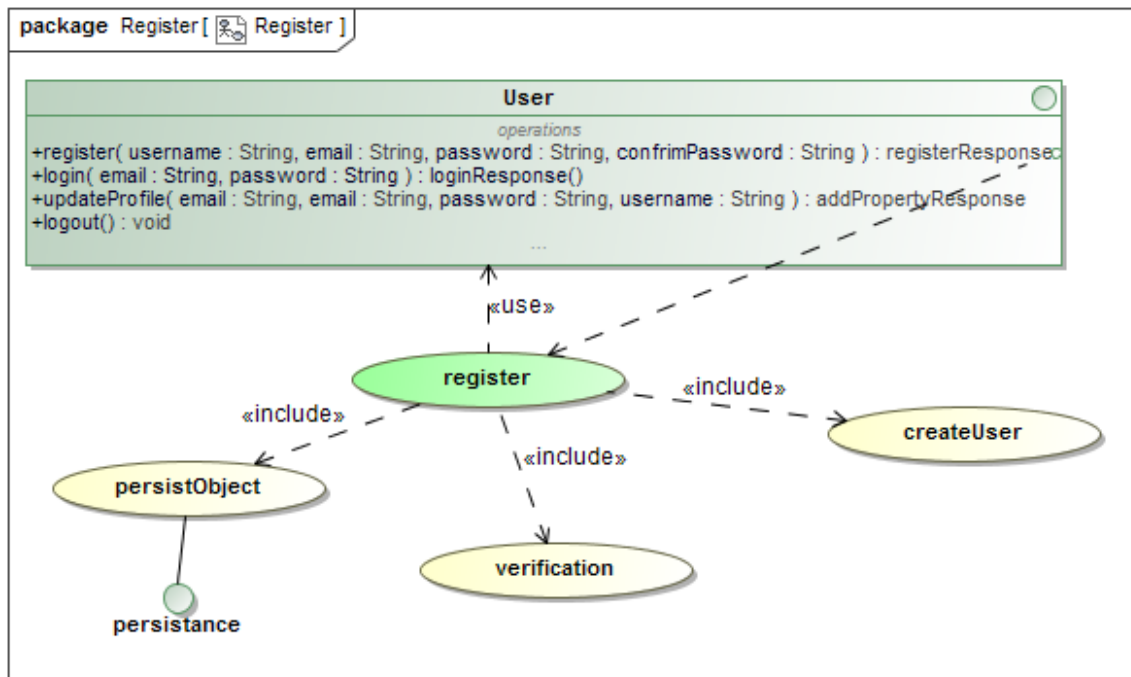 package Register [ Register ]
User
operations
+register( username : String, email : String, password : String, confrimPassword : String ) : registerResponse
+login( email : String, password : String ) : loginResponse()
+updateProfile( email : String, email : String, password : String, username : String ) : addPropertyResponse
+logout() : void
...
«use»
register
«include»
«include»
createUser
«include»
persistObject
verification
persistance